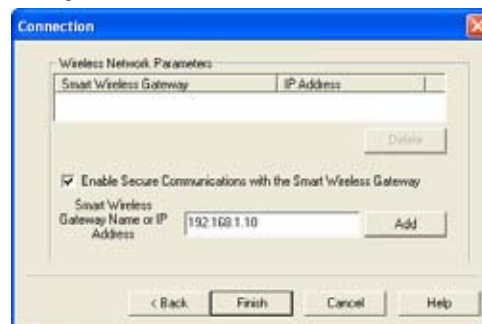 Connection
Wireless Network Parameters
Smart Wireless Gateway IP Address
Delete
Enable Secure Communications with the Smart Wireless Gateway
Smart Wireless
Gateway Name or IP
Address
192.168.1.10
Add
< Back Finish Cancel Help